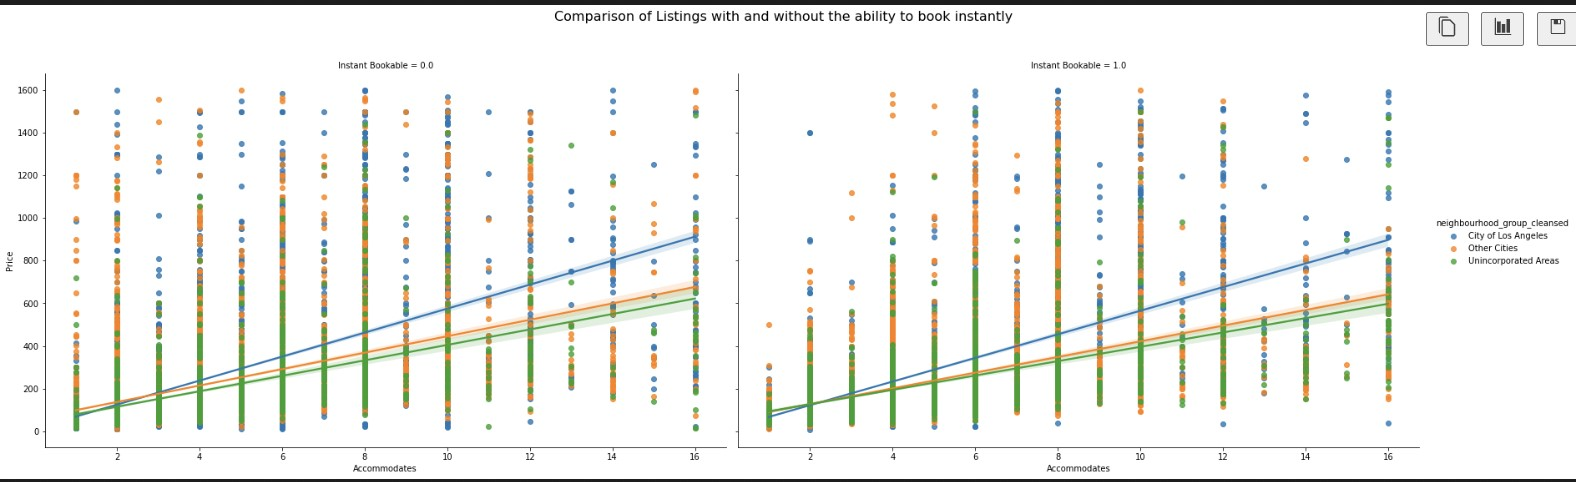 Comparison of Listings with and without the ability to book instantly
Instant Bookable = 0.0
Instant Bookable = 1.0
1600
1400
1200
1000
800
600
400
200
0
Price
2 4 6 8 10 12 14 16
Accommodates
2 4 6 8 10 12 14 16
Accommodates
neighbourhood_group_cleansed
City of Los Angeles
Other Cities
Unincorporated Areas